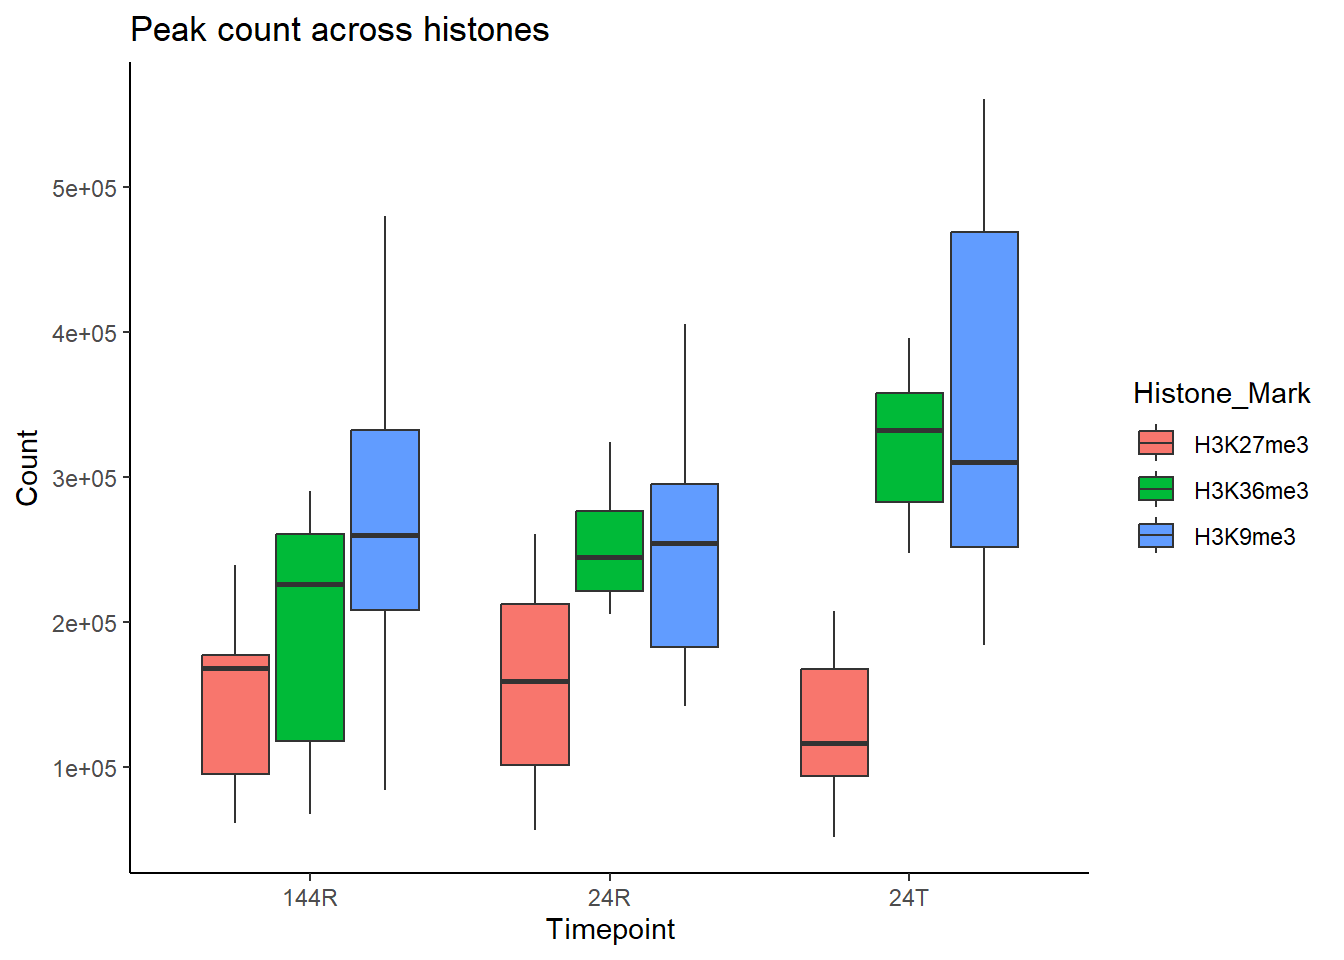 Peak count across histones
5e+05
4e+05
3e+05
2e+05
1e+05
Count
144R 24R 24T
Timepoint
Histone_Mark
H3K27me3
H3K36me3
H3K9me3